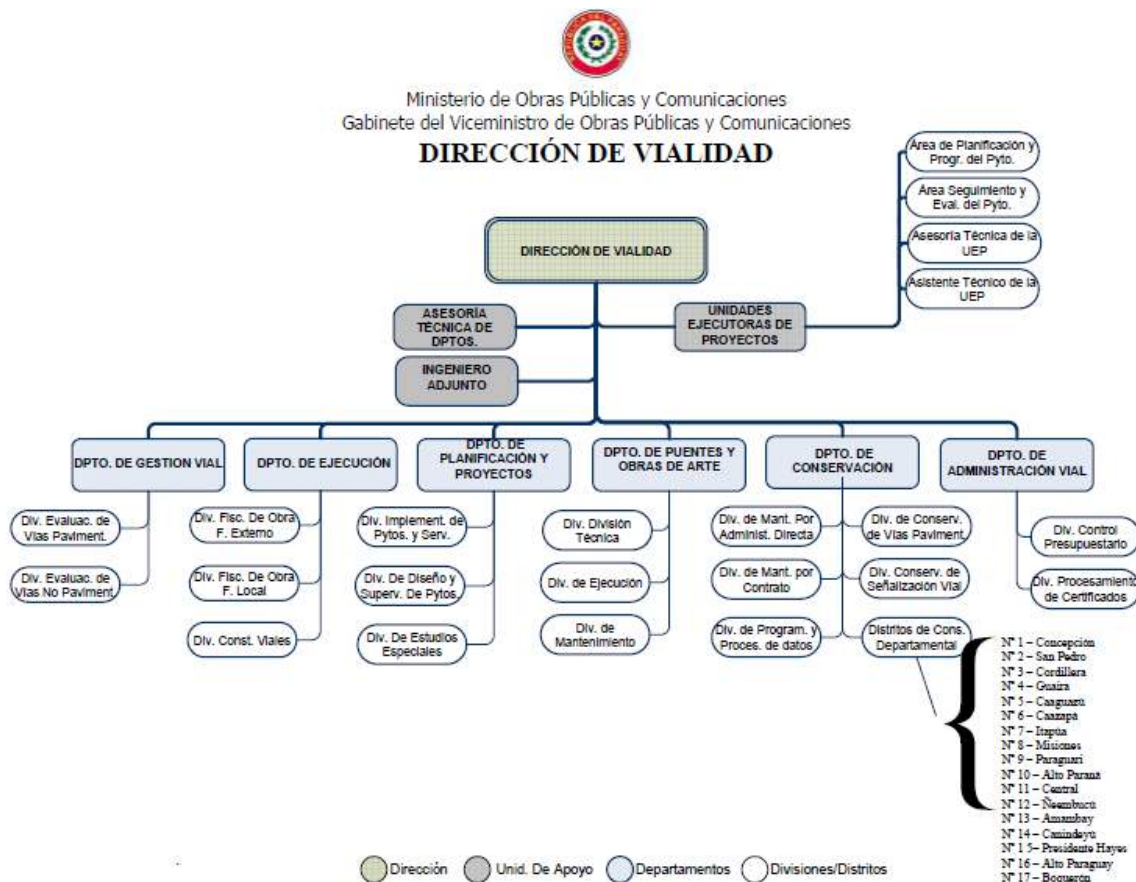 REPUBLICA DEL PARAGUAY
Ministerio de Obras Públicas y Comunicaciones
Gabinete del Viceministro de Obras Públicas y Comunicaciones
DIRECCIÓN DE VIALIDAD
Área de Planificación y
Progr. del Pyto.
Área Seguimiento y
Eval. del Pyto.
Asesoría Técnica de la
UEP
Asistente Técnico de la
UEP
DIRECCIÓN DE VIALIDAD
ASESORÍA
TÉCNICA DE
DPTOS.
UNIDADES
EJECUTORAS DE
PROYECTOS
INGENIERO
ADJUNTO
DPTO. DE GESTION VIAL
DPTO. DE EJECUCIÓN
DPTO. DE
PLANIFICACIÓN Y
PROYECTOS
DPTO. DE PUENTES Y
OBRAS DE ARTE
DPTO. DE
CONSERVACIÓN
DPTO. DE
ADMINISTRACIÓN VIAL
Div. Evaluac. de
Vías Paviment.
Div. Evaluac. de
Vías No Paviment.
Div. Fisc. De Obra
F. Externo
Div. Fisc. De Obra
F. Local
Div. Const. Viales
Div. Implement. de
Pytos. y Serv.
Div. De Diseño y
Superv. De Pytos.
Div. De Estudios
Especiales
Div. División
Técnica
Div. de Ejecución
Div. de
Mantenimiento
Div. de Mant. Por
Administ. Directa
Div. de Mant. por
Contrato
Div. de Program. y
Proces. de datos
Div. de Conserv.
de Vías Paviment.
Div. Conserv. de
Señalización Vial
Distritos de Cons.
Departamental
Div. Control
Presupuestario
Div. Procesamiento
de Certificados
Nº 1 – Concepción
Nº 2 – San Pedro
Nº 3 – Cordillera
Nº 4 – Guaira
Nº 5 – Caaguazú
Nº 6 – Caazapá
Nº 7 – Itapúa
Nº 8 – Misiones
Nº 9 – Paraguarí
Nº 10 – Alto Paraná
Nº 11 – Central
Nº 12 – Ñeembucú
Nº 13 – Amambay
Nº 14 – Canindeyú
Nº 1 5– Presidente Hayes
Nº 16 – Alto Paraguay
Nº 17 – Boquerón
Dirección
Unid. De Apoyo
Departamentos
Divisiones/Distritos